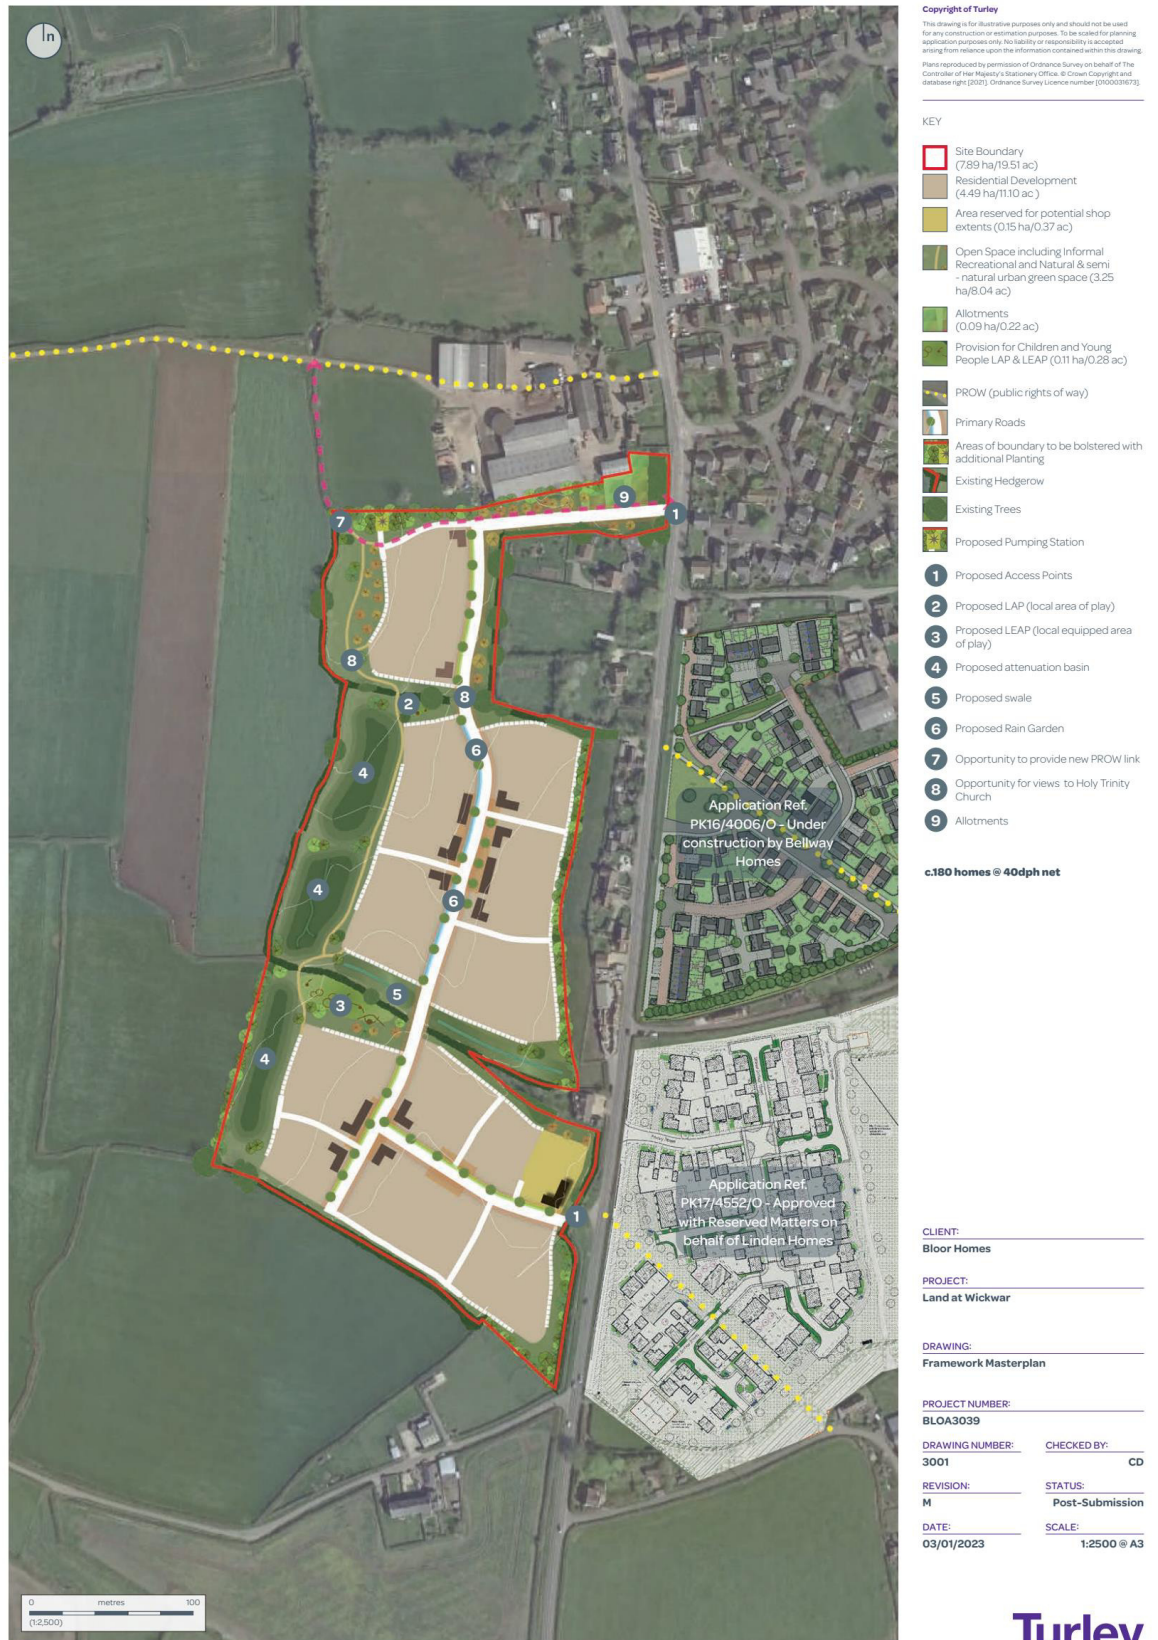 n
Copyright of Turley
This drawing is for illustrative purposes only and should not be used
for any construction or estimation purposes. To be scaled for planning
application purposes only. No liability or responsibility is accepted
arising from reliance upon the information contained within this drawing.
Plans reproduced by permission of Ordnance Survey on behalf of The
Controller of Her Majesty's Stationery Office. © Crown Copyright and
database right [2021]. Ordnance Survey Licence number [0100031673].
KEY
Site Boundary
(7.89 ha/19.51 ac)
Residential Development
(4.49 ha/11.10 ac )
Area reserved for potential shop
extents (0.15 ha/0.37 ac)
Open Space including Informal
Recreational and Natural & semi
- natural urban green space (3.25
ha/8.04 ac)
Allotments
(0.09 ha/0.22 ac)
Provision for Children and Young
People LAP & LEAP (0.11 ha/0.28 ac)
PROW (public rights of way)
Primary Roads
Areas of boundary to be bolstered with
additional Planting
Existing Hedgerow
Existing Trees
Proposed Pumping Station
1 Proposed Access Points
2 Proposed LAP (local area of play)
3 Proposed LEAP (local equipped area
of play)
4 Proposed attenuation basin
5 Proposed swale
6 Proposed Rain Garden
7 Opportunity to provide new PROW link
8 Opportunity for views to Holy Trinity
Church
9 Allotments
c.180 homes @ 40dph net
9
1
7
8
2
8
6
4
4
6
5
3
4
1
Application Ref.
PK16/4006/O - Under
construction by Bellway
Homes
Application Ref.
PK17/4552/O - Approved
with Reserved Matters on
behalf of Linden Homes
CLIENT:
Bloor Homes
PROJECT:
Land at Wickwar
DRAWING:
Framework Masterplan
PROJECT NUMBER:
BLOA3039
DRAWING NUMBER: CHECKED BY:
3001 CD
REVISION: STATUS:
M Post-Submission
DATE: SCALE:
03/01/2023 1:2500 @ A3
0 metres 100
(1:2,500)
Turley